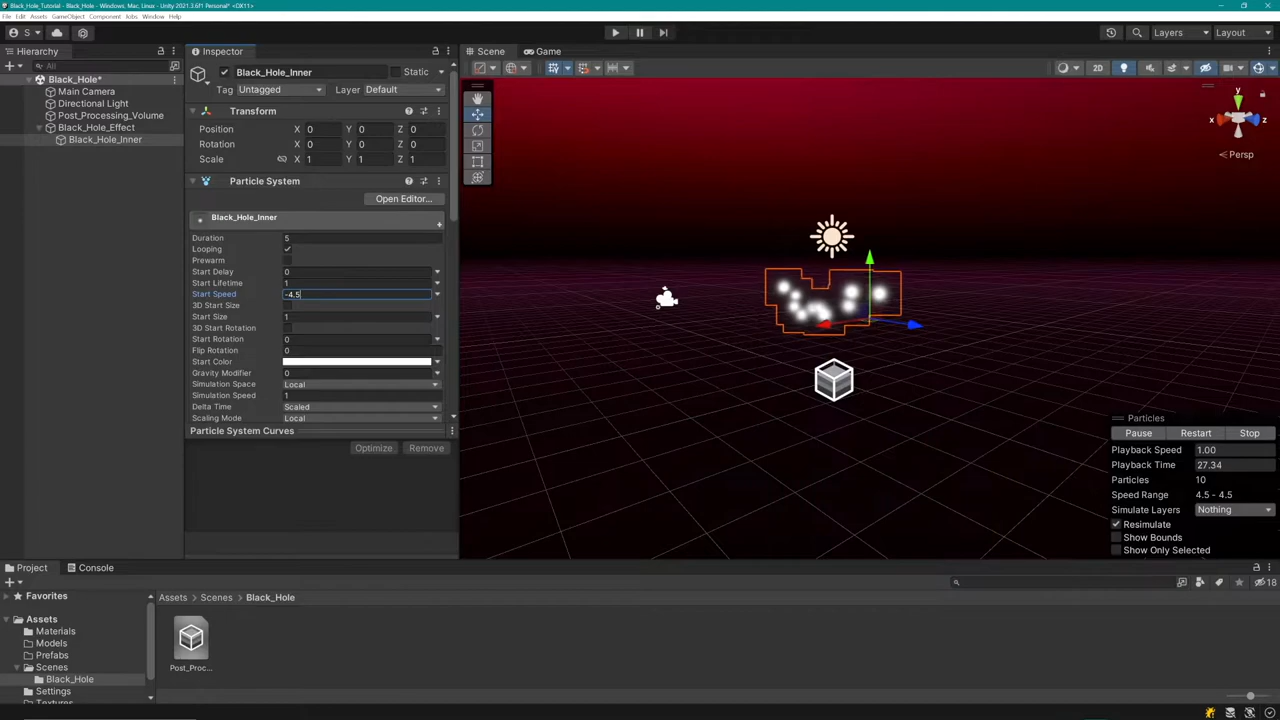 Black_Hole_Tutorial - Black_Hole - Windows, Mac, Linux - Unity 2021.3.6f1 Personal* <DX11>
File Edit Assets GameObject Component Jobs Window Help
S Layers Layout
Hierarchy
All
Black_Hole*
Main Camera
Directional Light
Post_Processing_Volume
Black_Hole_Effect
Black_Hole_Inner
Inspector
Black_Hole_Inner Static
Tag Untagged Layer Default
Transform
Position X 0 Y 0 Z 0
Rotation X 0 Y 0 Z 0
Scale X 1 Y 1 Z 1
Particle System
Open Editor...
Black_Hole_Inner
Duration 5
Looping
Prewarm
Start Delay 0
Start Lifetime 1
Start Speed -4.5
3D Start Size
Start Size 1
3D Start Rotation
Start Rotation 0
Flip Rotation 0
Start Color
Gravity Modifier 0
Simulation Space Local
Simulation Speed 1
Delta Time Scaled
Scaling Mode Local
Particle System Curves
Optimize Remove
Scene Game
2D
y
x z
Persp
Particles
Pause Restart Stop
Playback Speed 1.00
Playback Time 27.34
Particles 10
Speed Range 4.5 - 4.5
Simulate Layers Nothing
Resimulate
Show Bounds
Show Only Selected
Project Console
18
Favorites
Assets
Materials
Models
Prefabs
Scenes
Black_Hole
Settings
Textures
Assets Scenes Black_Hole
Post_Proc...